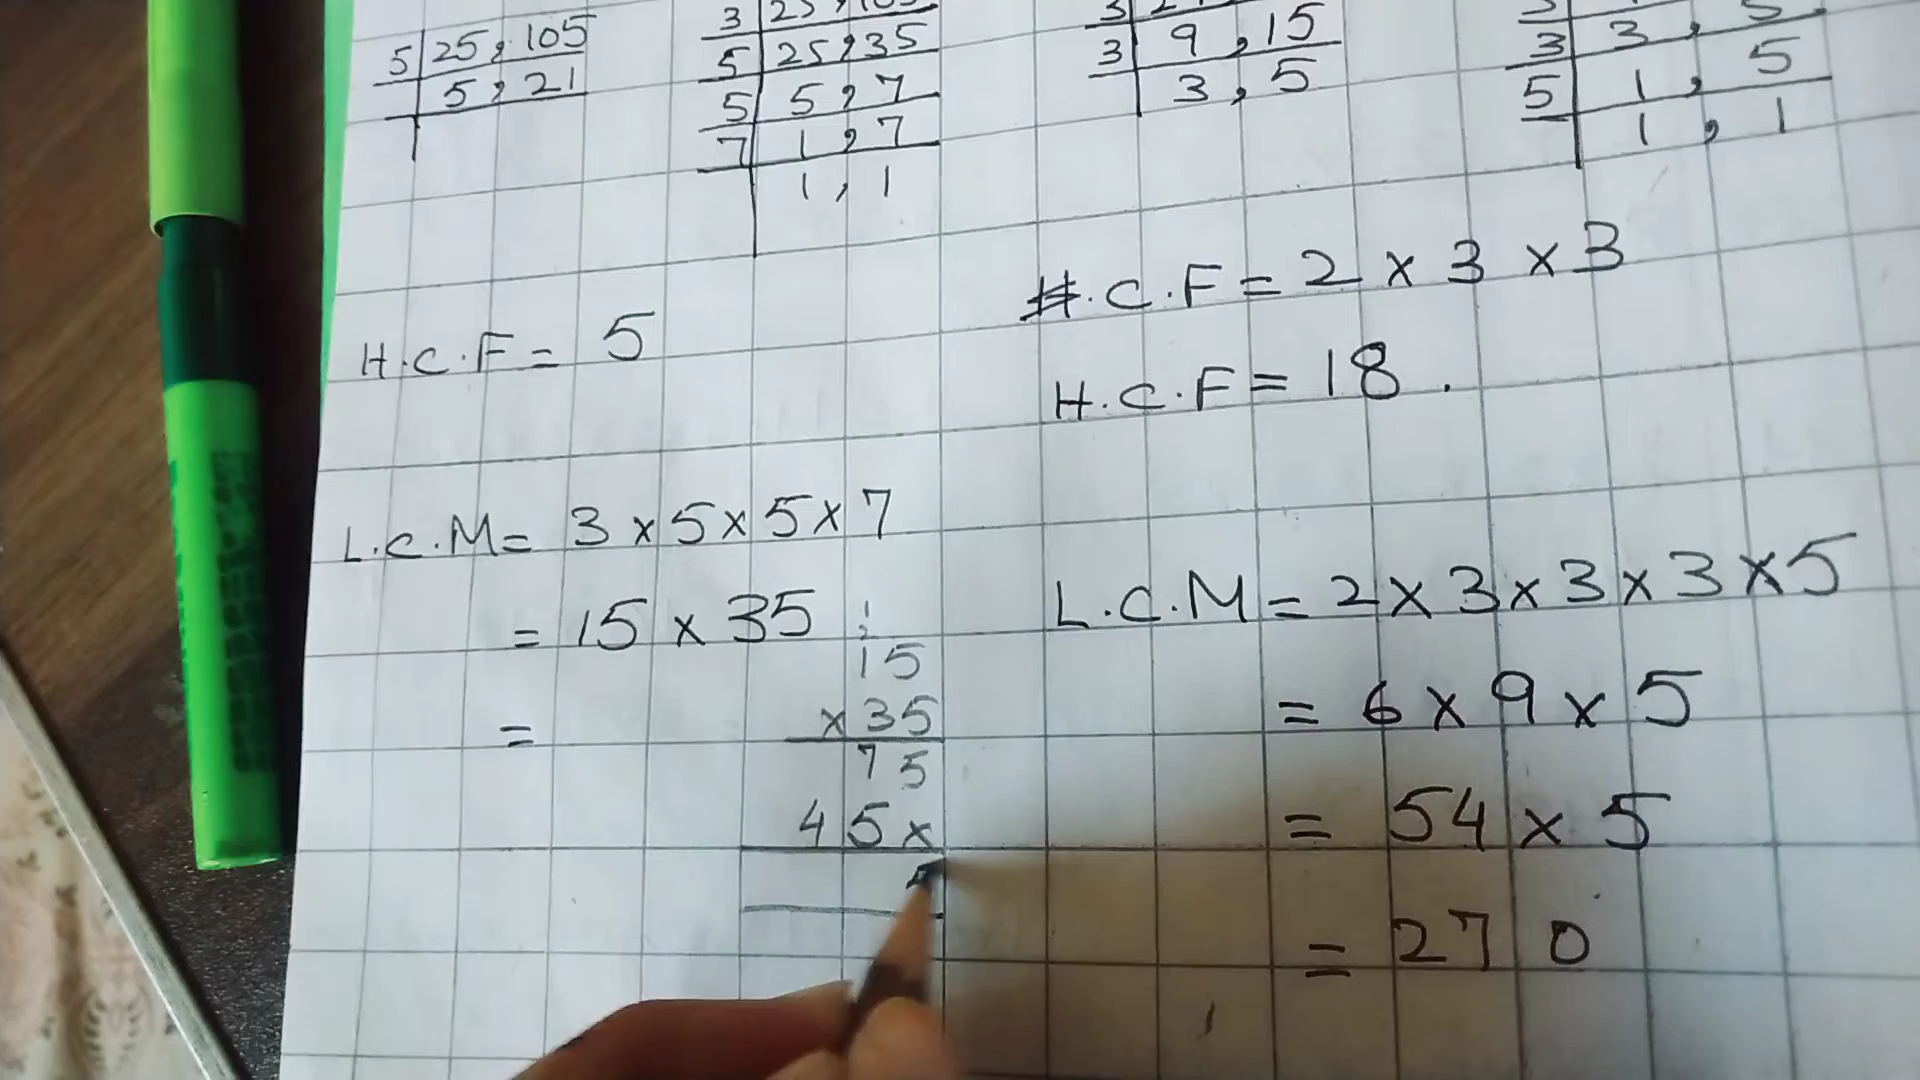 5 | 25, 105
5, 21
3 | 25, 105
5 | 25, 35
5 | 5, 7
7 | 1, 7
1, 1
3
3 | 9, 15
3, 5
3 | 3, 5
5 | 1, 5
1, 1
H.C.F = 5
L.C.M = 3 × 5 × 5 × 7
= 15 × 35
=
1
2
15
× 35
75
45×
H.C.F = 2 × 3 × 3
H.C.F = 18.
L.C.M = 2 × 3 × 3 × 3 × 5
= 6 × 9 × 5
= 54 × 5
= 270